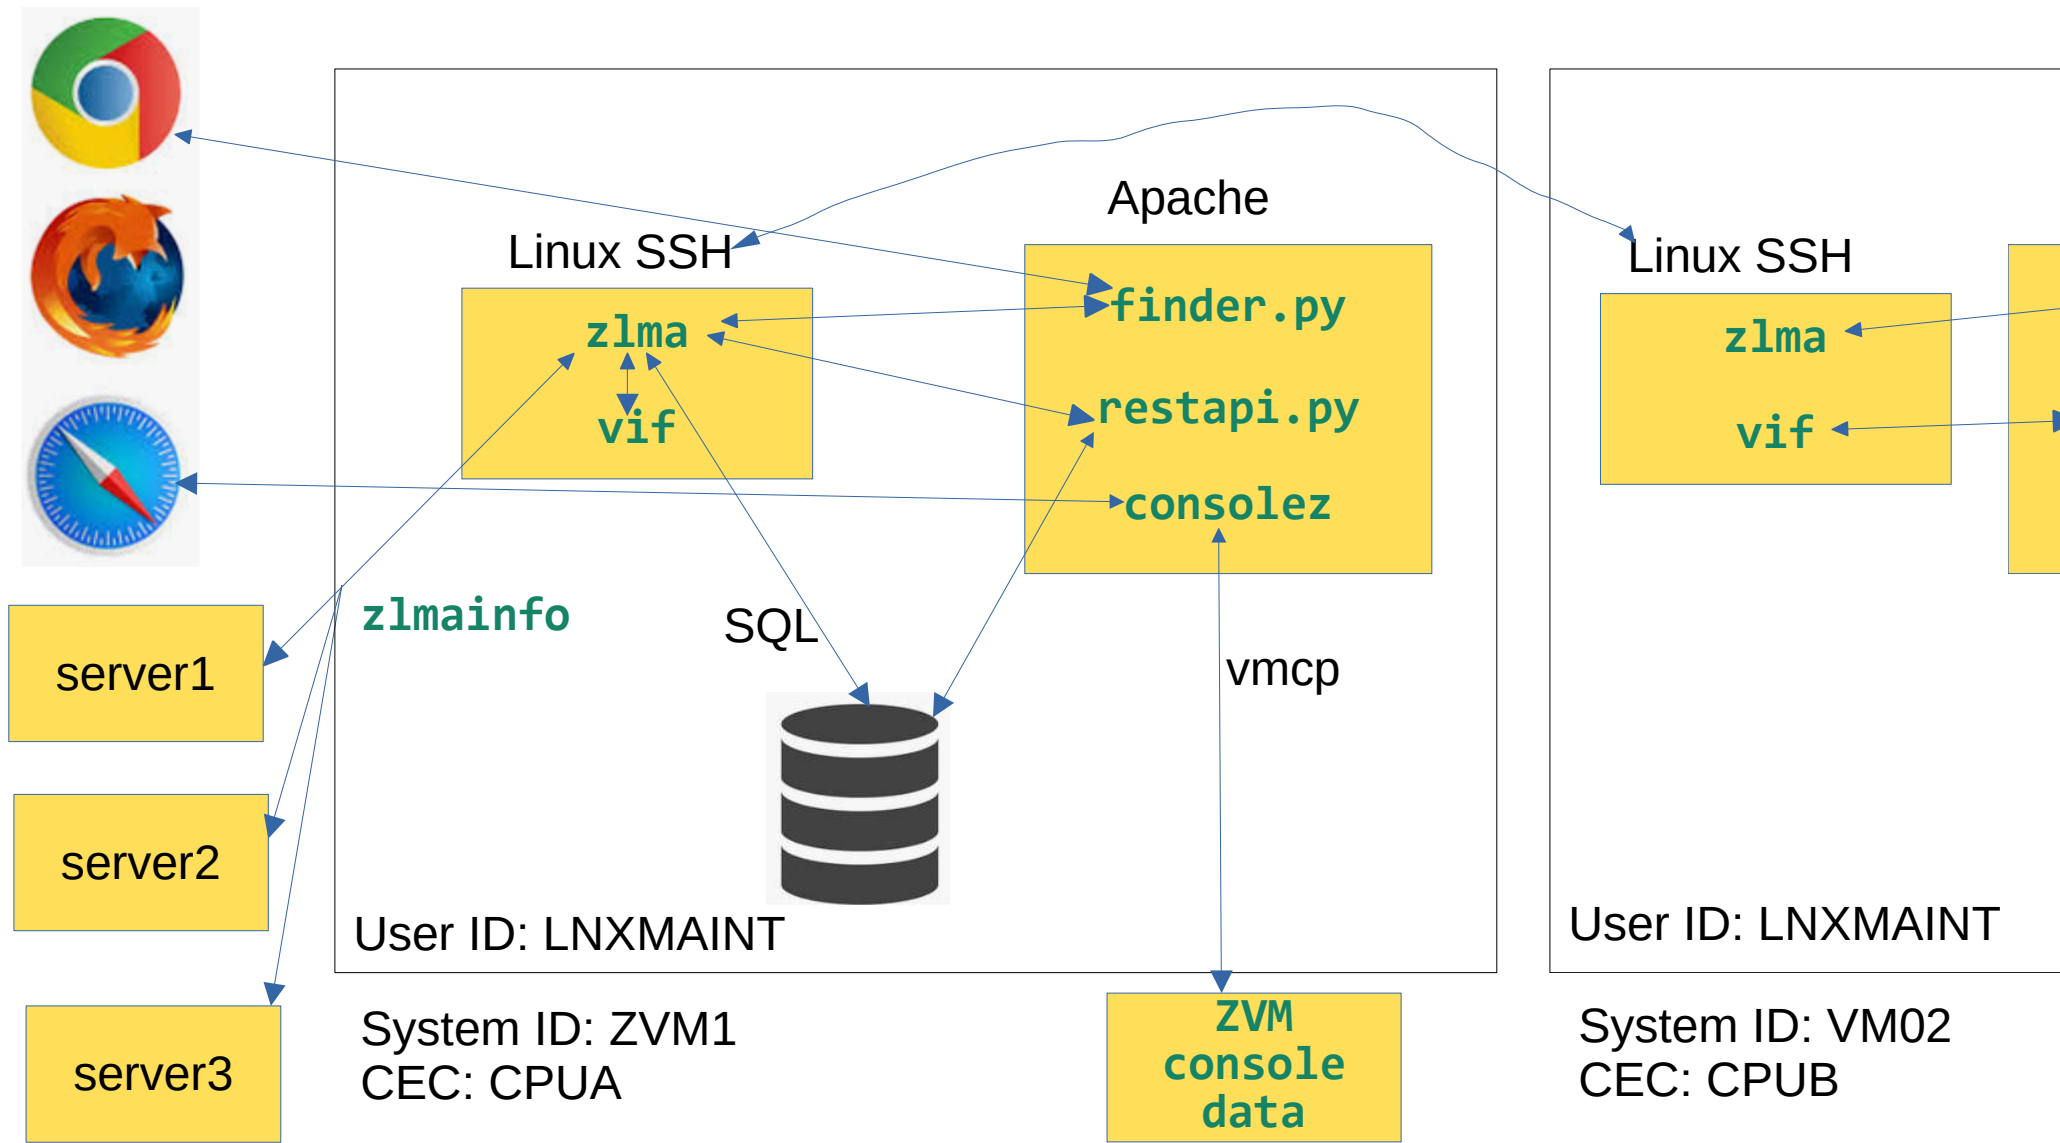 Apache
Linux SSH
finder.py
zlma
restapi.py
vif
consolez
zlmainfo
SQL
vmcp
server1
server2
server3
User ID: LNXMAINT
System ID: ZVM1
CEC: CPUA
ZVM
console
data
Linux SSH
zlma
vif
User ID: LNXMAINT
System ID: VM02
CEC: CPUB